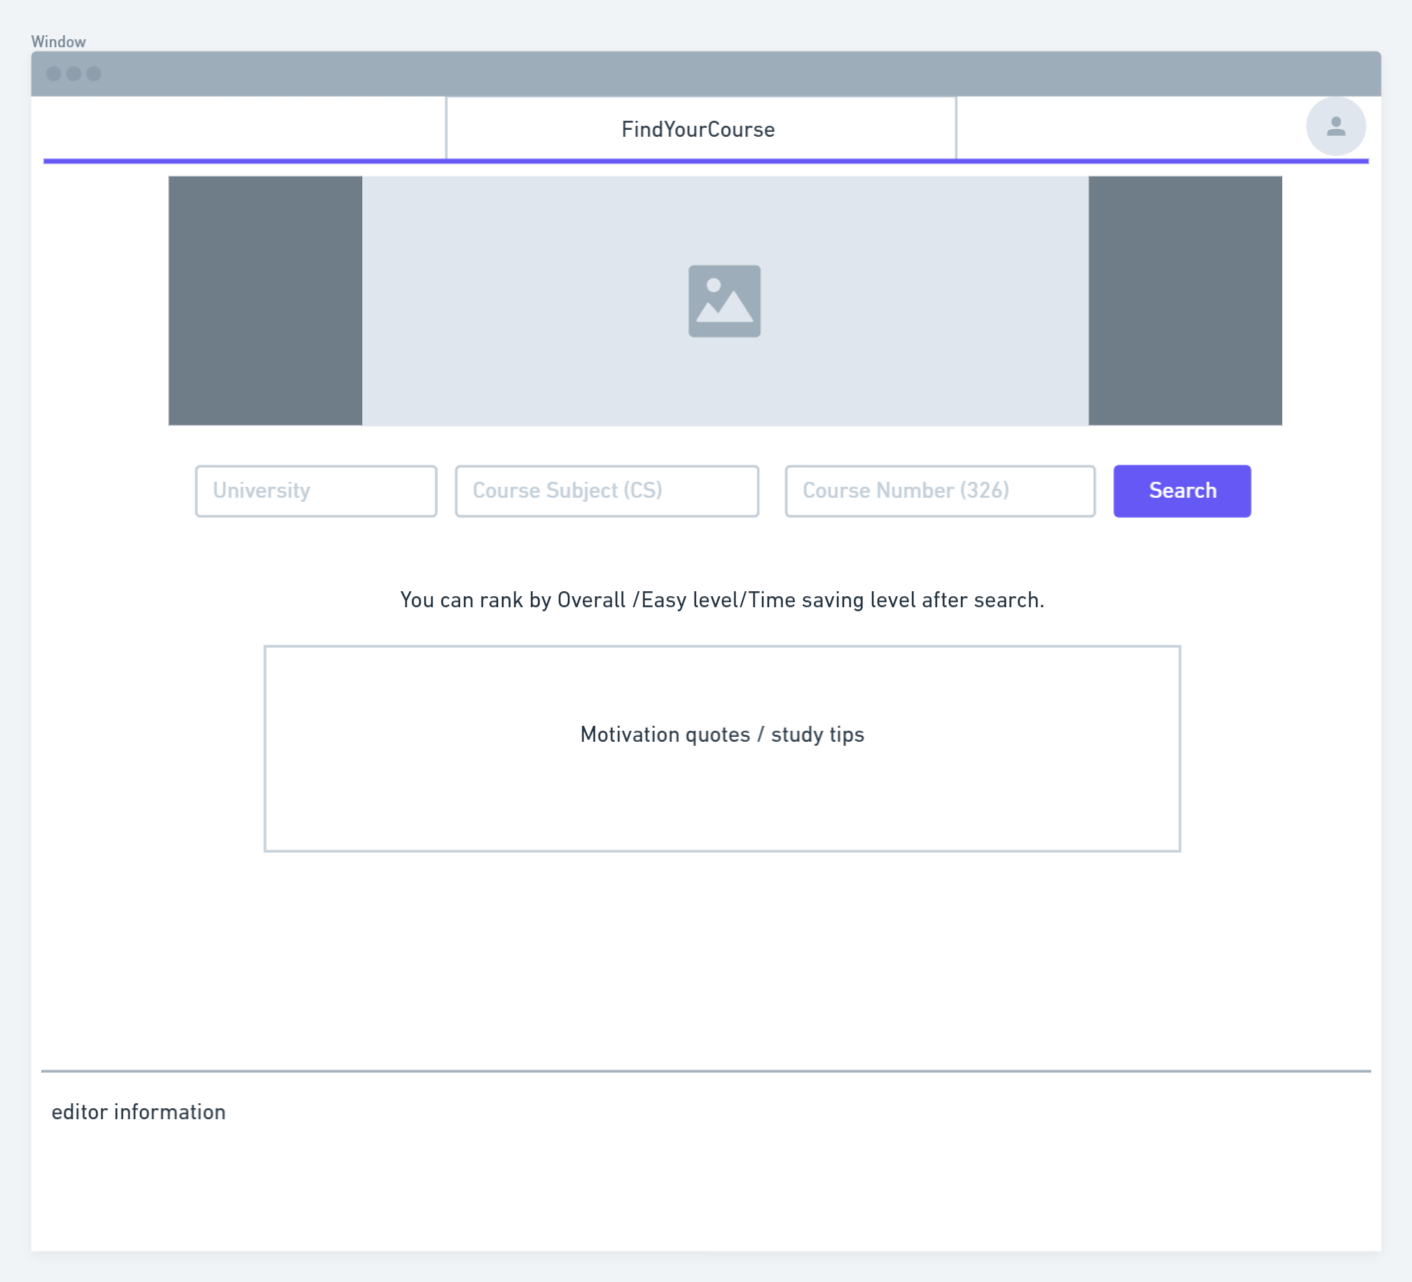 Window
FindYourCourse
University
Course Subject (CS)
Course Number (326)
Search
You can rank by Overall /Easy level/Time saving level after search.
Motivation quotes / study tips
editor information